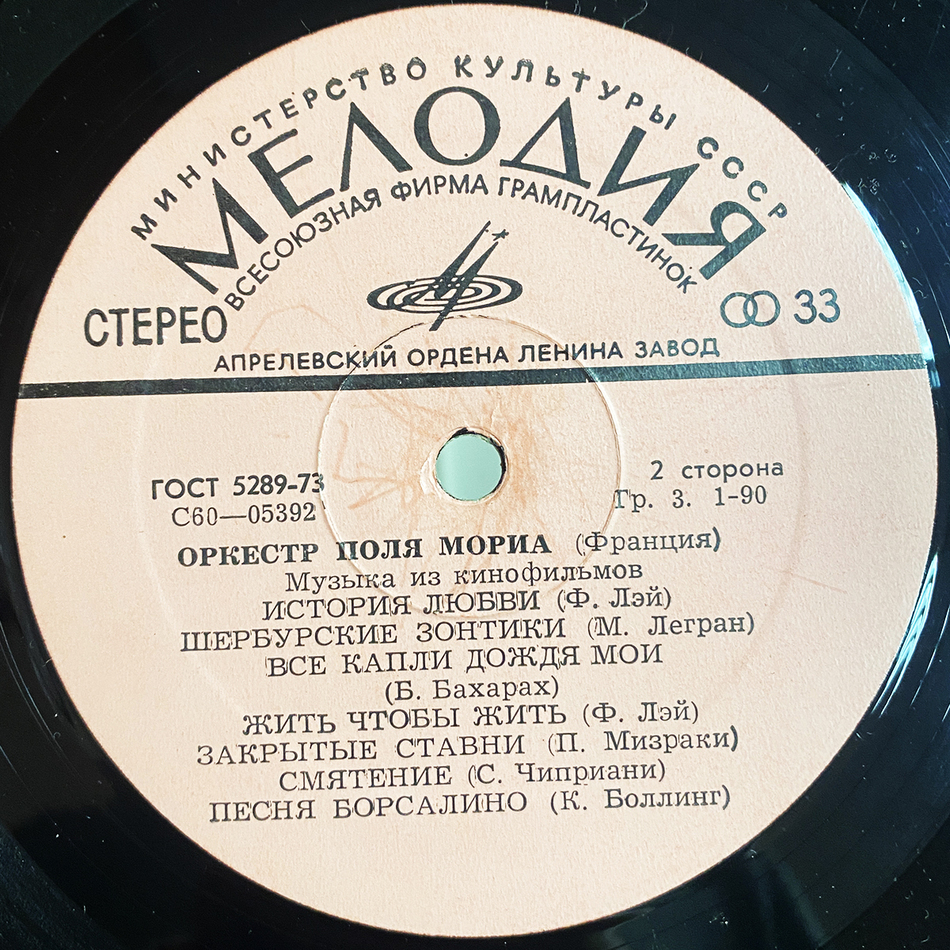 МИНИСТЕРСТВО КУЛЬТУРЫ СССР
МЕЛОДИЯ
ВСЕСОЮЗНАЯ ФИРМА ГРАМПЛАСТИНОК
СТЕРЕО
33
АПРЕЛЕВСКИЙ ОРДЕНА ЛЕНИНА ЗАВОД
ГОСТ 5289-73
2 сторона
С60—05392
Гр. 3. 1-90
ОРКЕСТР ПОЛЯ МОРИА (Франция)
Музыка из кинофильмов
ИСТОРИЯ ЛЮБВИ (Ф. Лэй)
ШЕРБУРСКИЕ ЗОНТИКИ (М. Легран)
ВСЕ КАПЛИ ДОЖДЯ МОИ
(Б. Бахарах)
ЖИТЬ ЧТОБЫ ЖИТЬ (Ф. Лэй)
ЗАКРЫТЫЕ СТАВНИ (П. Мизраки)
СМЯТЕНИЕ (С. Чиприани)
ПЕСНЯ БОРСАЛИНО (К. Боллинг)